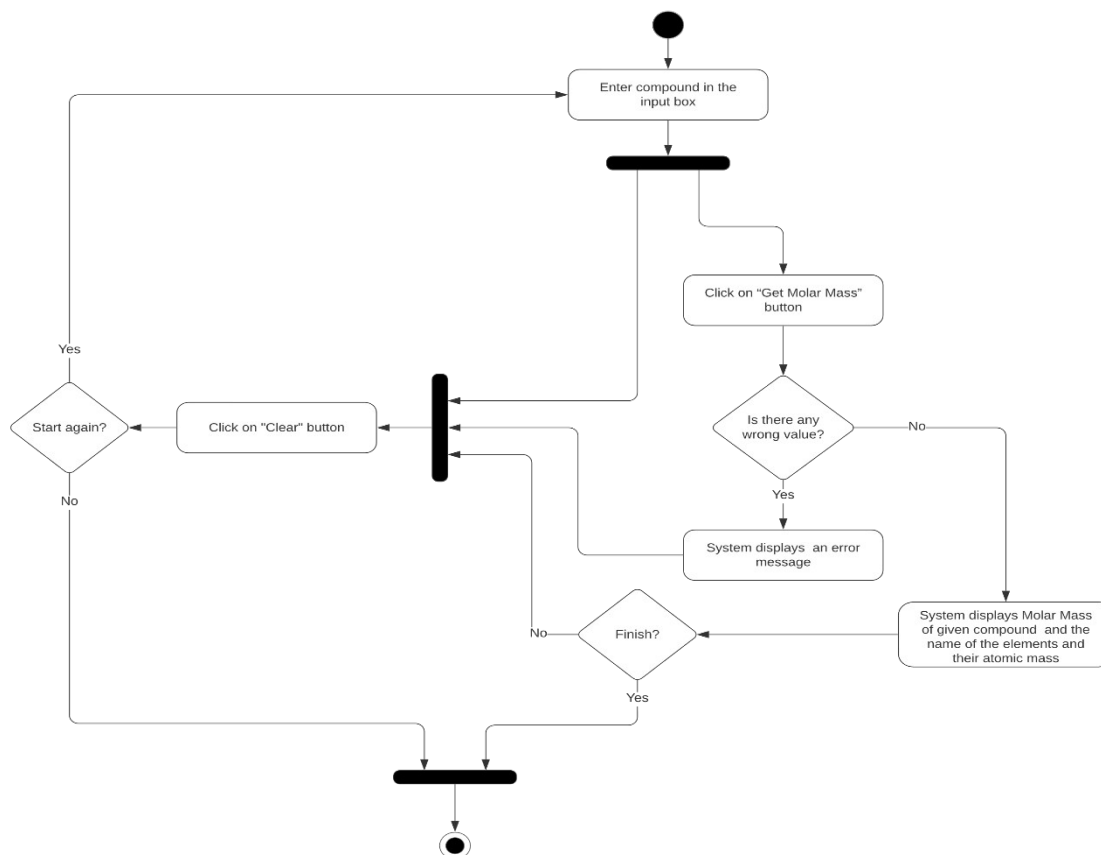 Enter compound in the
input box
Click on “Get Molar Mass”
button
Yes
Start again?
Click on "Clear" button
Is there any
wrong value?
No
No
Yes
System displays  an error
message
System displays Molar Mass
of given compound  and the
name of the elements and
their atomic mass
Finish?
No
Yes